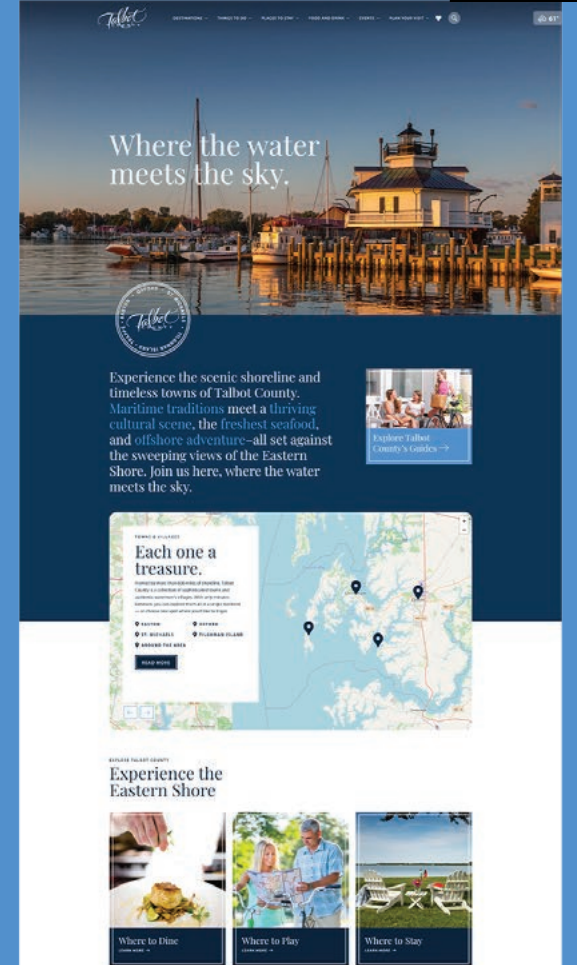 Talbot
DESTINATIONS THINGS TO DO PLACES TO STAY FOOD AND DRINK EVENTS PLAN YOUR VISIT
61°
Where the water
meets the sky.
Talbot
Experience the scenic shoreline and
timeless towns of Talbot County.
Maritime traditions meet a thriving
cultural scene, the freshest seafood,
and offshore adventure–all set against
the sweeping views of the Eastern
Shore. Join us here, where the water
meets the sky.
Explore Talbot
County's Guides →
TOWNS & VILLAGES
Each one a
treasure.
EASTON OXFORD
ST. MICHAELS TILGHMAN ISLAND
AROUND THE AREA
READ MORE
EXPLORE TALBOT COUNTY
Experience the
Eastern Shore
Where to Dine
LEARN MORE →
Where to Play
LEARN MORE →
Where to Stay
LEARN MORE →